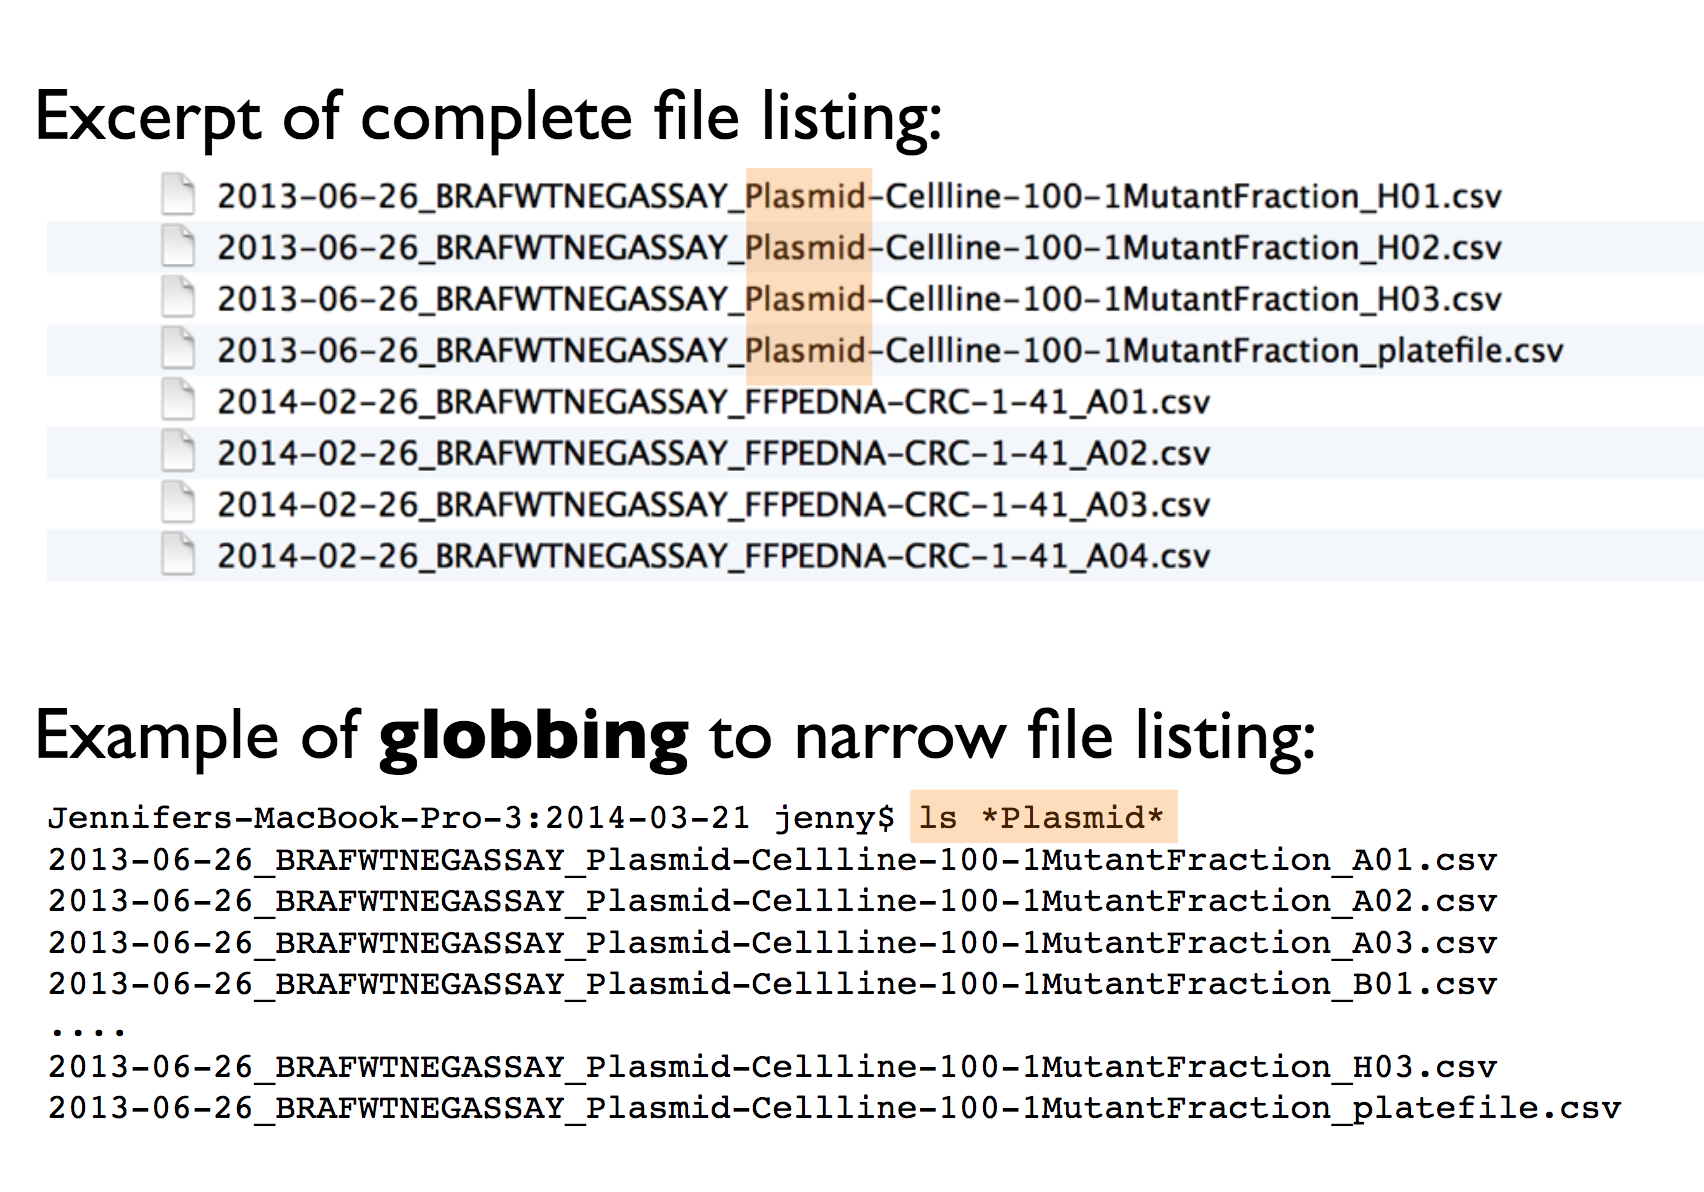 Excerpt of complete file listing:
2013-06-26_BRAFWTNEGASSAY_Plasmid-Cellline-100-1MutantFraction_H01.csv
2013-06-26_BRAFWTNEGASSAY_Plasmid-Cellline-100-1MutantFraction_H02.csv
2013-06-26_BRAFWTNEGASSAY_Plasmid-Cellline-100-1MutantFraction_H03.csv
2013-06-26_BRAFWTNEGASSAY_Plasmid-Cellline-100-1MutantFraction_platefile.csv
2014-02-26_BRAFWTNEGASSAY_FFPEDNA-CRC-1-41_A01.csv
2014-02-26_BRAFWTNEGASSAY_FFPEDNA-CRC-1-41_A02.csv
2014-02-26_BRAFWTNEGASSAY_FFPEDNA-CRC-1-41_A03.csv
2014-02-26_BRAFWTNEGASSAY_FFPEDNA-CRC-1-41_A04.csv
Example of globbing to narrow file listing:
Jennifers-MacBook-Pro-3:2014-03-21 jenny$ ls *Plasmid*
2013-06-26_BRAFWTNEGASSAY_Plasmid-Cellline-100-1MutantFraction_A01.csv
2013-06-26_BRAFWTNEGASSAY_Plasmid-Cellline-100-1MutantFraction_A02.csv
2013-06-26_BRAFWTNEGASSAY_Plasmid-Cellline-100-1MutantFraction_A03.csv
2013-06-26_BRAFWTNEGASSAY_Plasmid-Cellline-100-1MutantFraction_B01.csv
....
2013-06-26_BRAFWTNEGASSAY_Plasmid-Cellline-100-1MutantFraction_H03.csv
2013-06-26_BRAFWTNEGASSAY_Plasmid-Cellline-100-1MutantFraction_platefile.csv